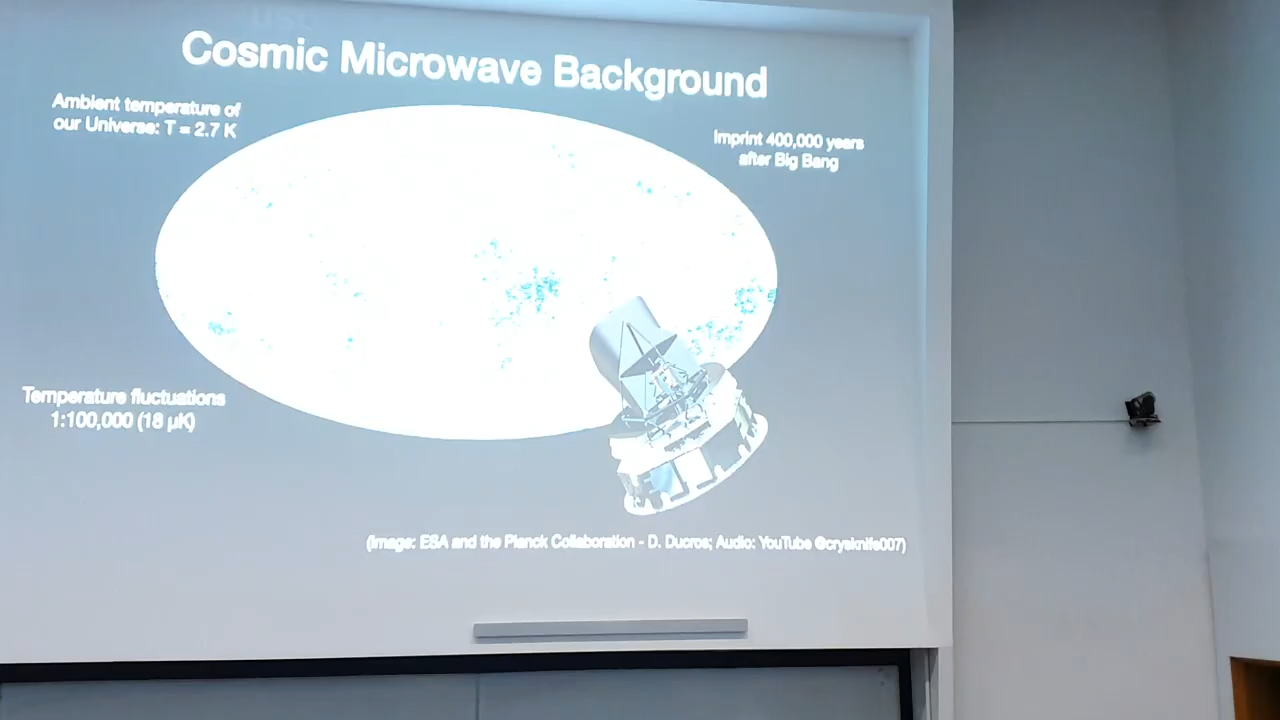 Cosmic Microwave Background
Ambient temperature of
our Universe: T = 2.7 K
Imprint 400,000 years
after Big Bang
Temperature fluctuations
1:100,000 (18 µK)
(Image: ESA and the Planck Collaboration - D. Ducros; Audio: YouTube @crysknife007)